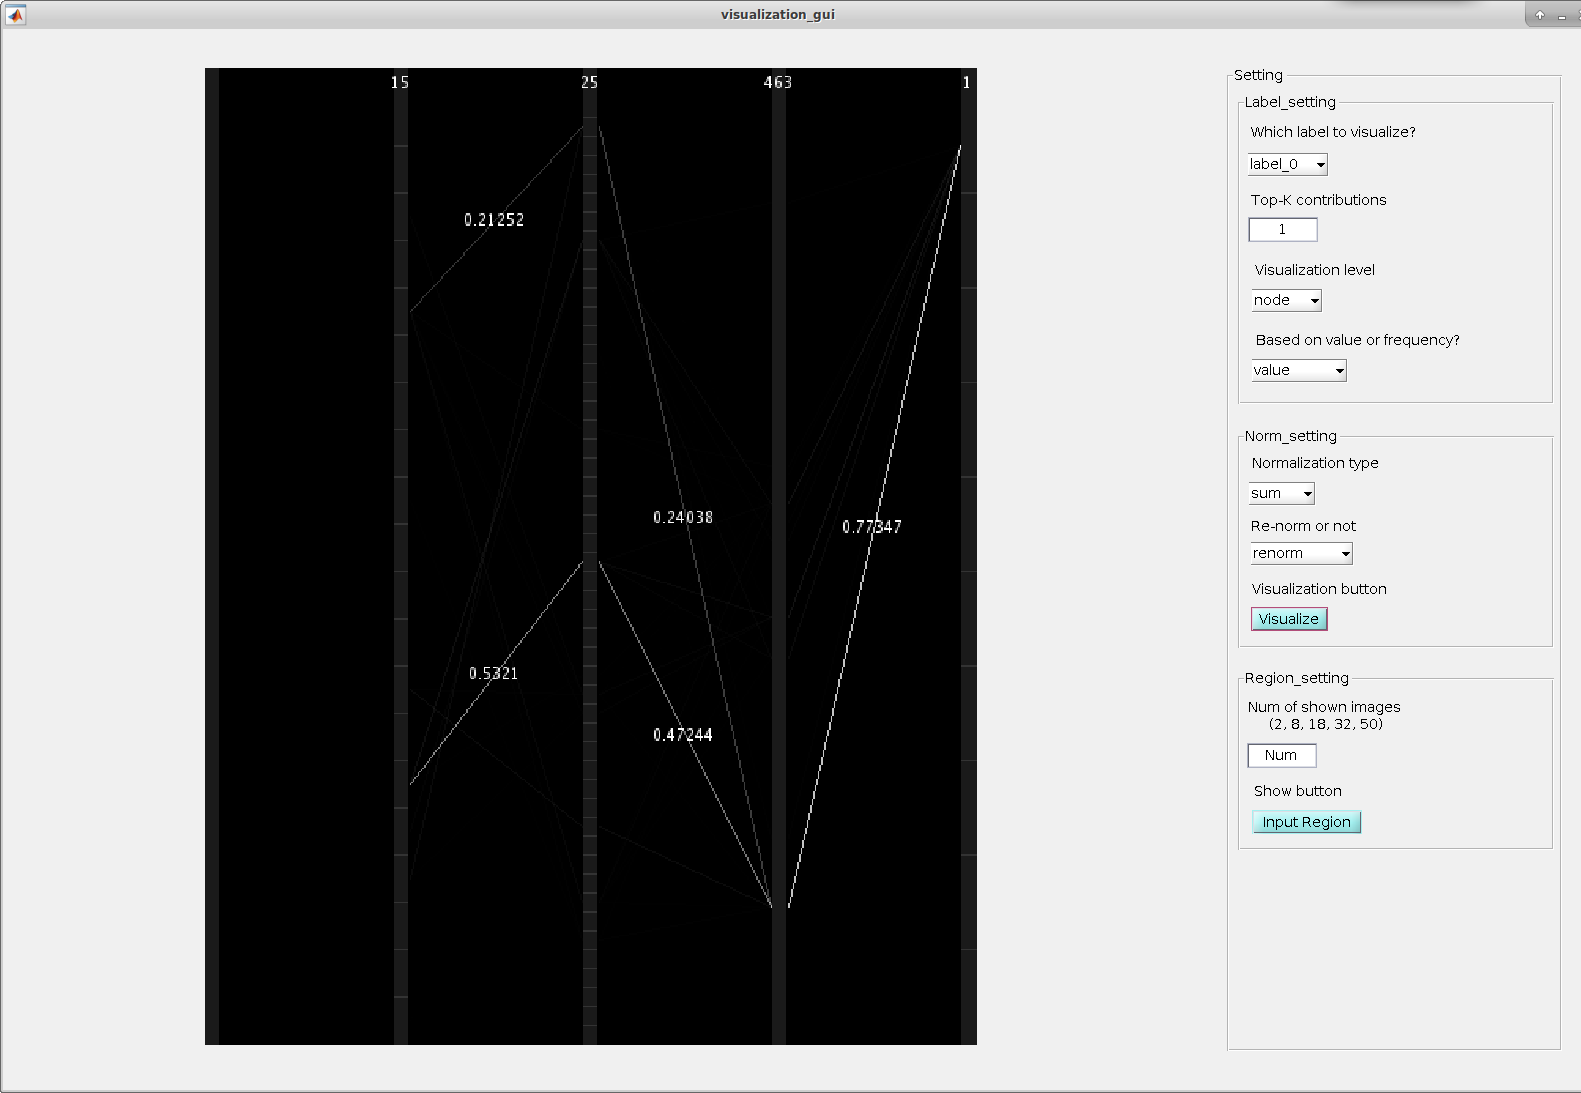 visualization_gui
15
25
463
1
0.21252
0.24038
0.77347
0.5321
0.47244
Setting
Label_setting
Which label to visualize?
label_0
Top-K contributions
1
Visualization level
node
Based on value or frequency?
value
Norm_setting
Normalization type
sum
Re-norm or not
renorm
Visualization button
Visualize
Region_setting
Num of shown images
(2, 8, 18, 32, 50)
Num
Show button
Input Region